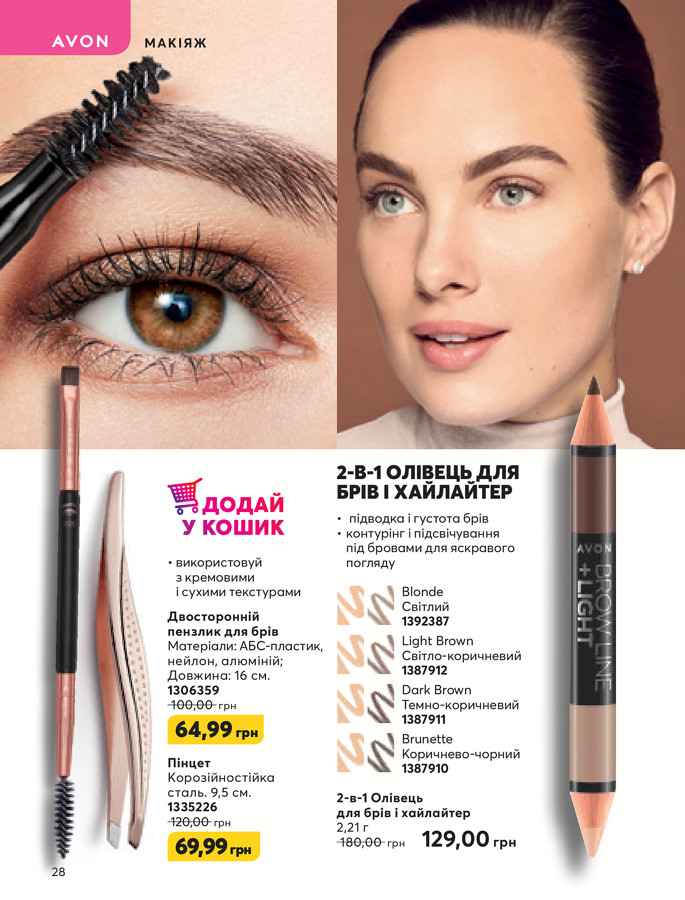 AVON
МАКІЯЖ
ДОДАЙ
У КОШИК
• використовуй
з кремовими
і сухими текстурами
Двосторонній
пензлик для брів
Матеріали: АБС-пластик,
нейлон, алюміній;
Довжина: 16 см.
1306359
100,00 грн
64,99 грн
Пінцет
Корозійностійка
сталь. 9,5 см.
1335226
120,00 грн
69,99 грн
2-В-1 ОЛІВЕЦЬ ДЛЯ
БРІВ І ХАЙЛАЙТЕР
• підводка і густота брів
• контурінг і підсвічування
під бровами для яскравого
погляду
Blonde
Світлий
1392387
Light Brown
Світло-коричневий
1387912
Dark Brown
Темно-коричневий
1387911
Brunette
Коричнево-чорний
1387910
2-в-1 Олівець
для брів і хайлайтер
2,21 г
180,00 грн 129,00 грн
AVON
BROW LINE
+ LIGHT
28